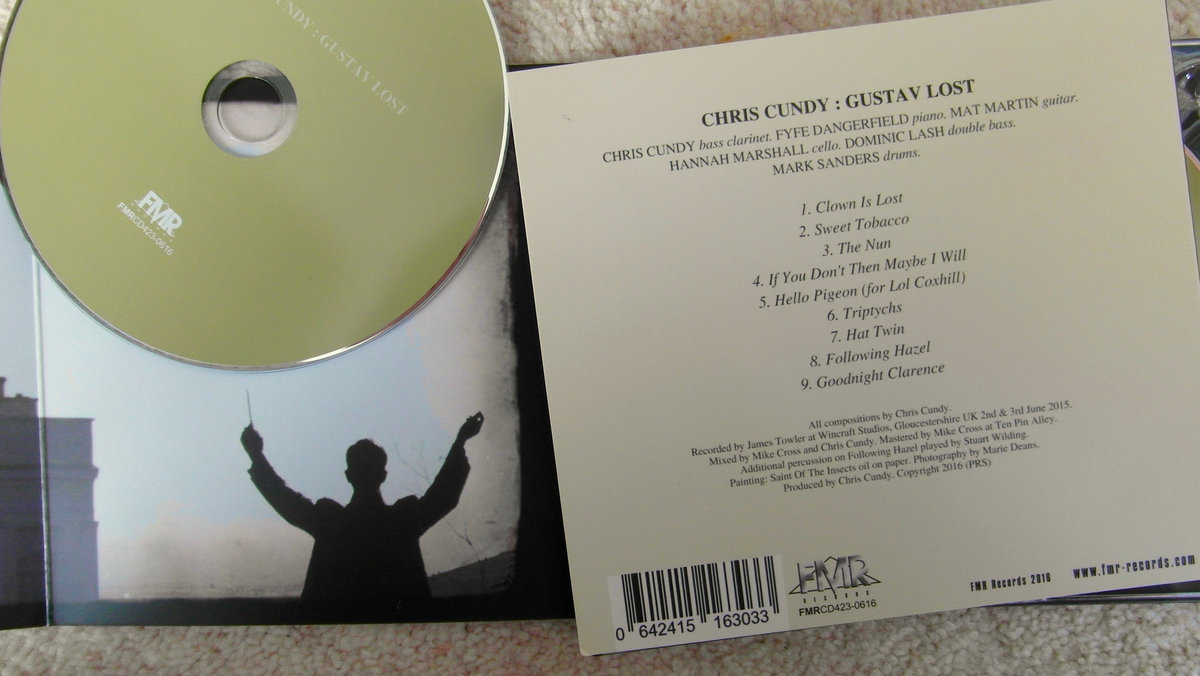 CUNDY : GUSTAV LOST
FMR
FMRCD423-0616
CHRIS CUNDY : GUSTAV LOST
CHRIS CUNDY bass clarinet. FYFE DANGERFIELD piano. MAT MARTIN guitar.
HANNAH MARSHALL cello. DOMINIC LASH double bass.
MARK SANDERS drums.
1. Clown Is Lost
2. Sweet Tobacco
3. The Nun
4. If You Don't Then Maybe I Will
5. Hello Pigeon (for Lol Coxhill)
6. Triptychs
7. Hat Twin
8. Following Hazel
9. Goodnight Clarence
All compositions by Chris Cundy.
Recorded by James Towler at Wincraft Studios, Gloucestershire UK 2nd & 3rd June 2015.
Mixed by Mike Cross and Chris Cundy. Mastered by Mike Cross at Ten Pin Alley.
Additional percussion on Following Hazel played by Stuart Wilding.
Painting: Saint Of The Insects oil on paper. Photography by Marie Deans.
Produced by Chris Cundy. Copyright 2016 (PRS)
0 642415 163033
FMR
RECORDS
FMRCD423-0616
FMR Records 2016
www.fmr-records.com